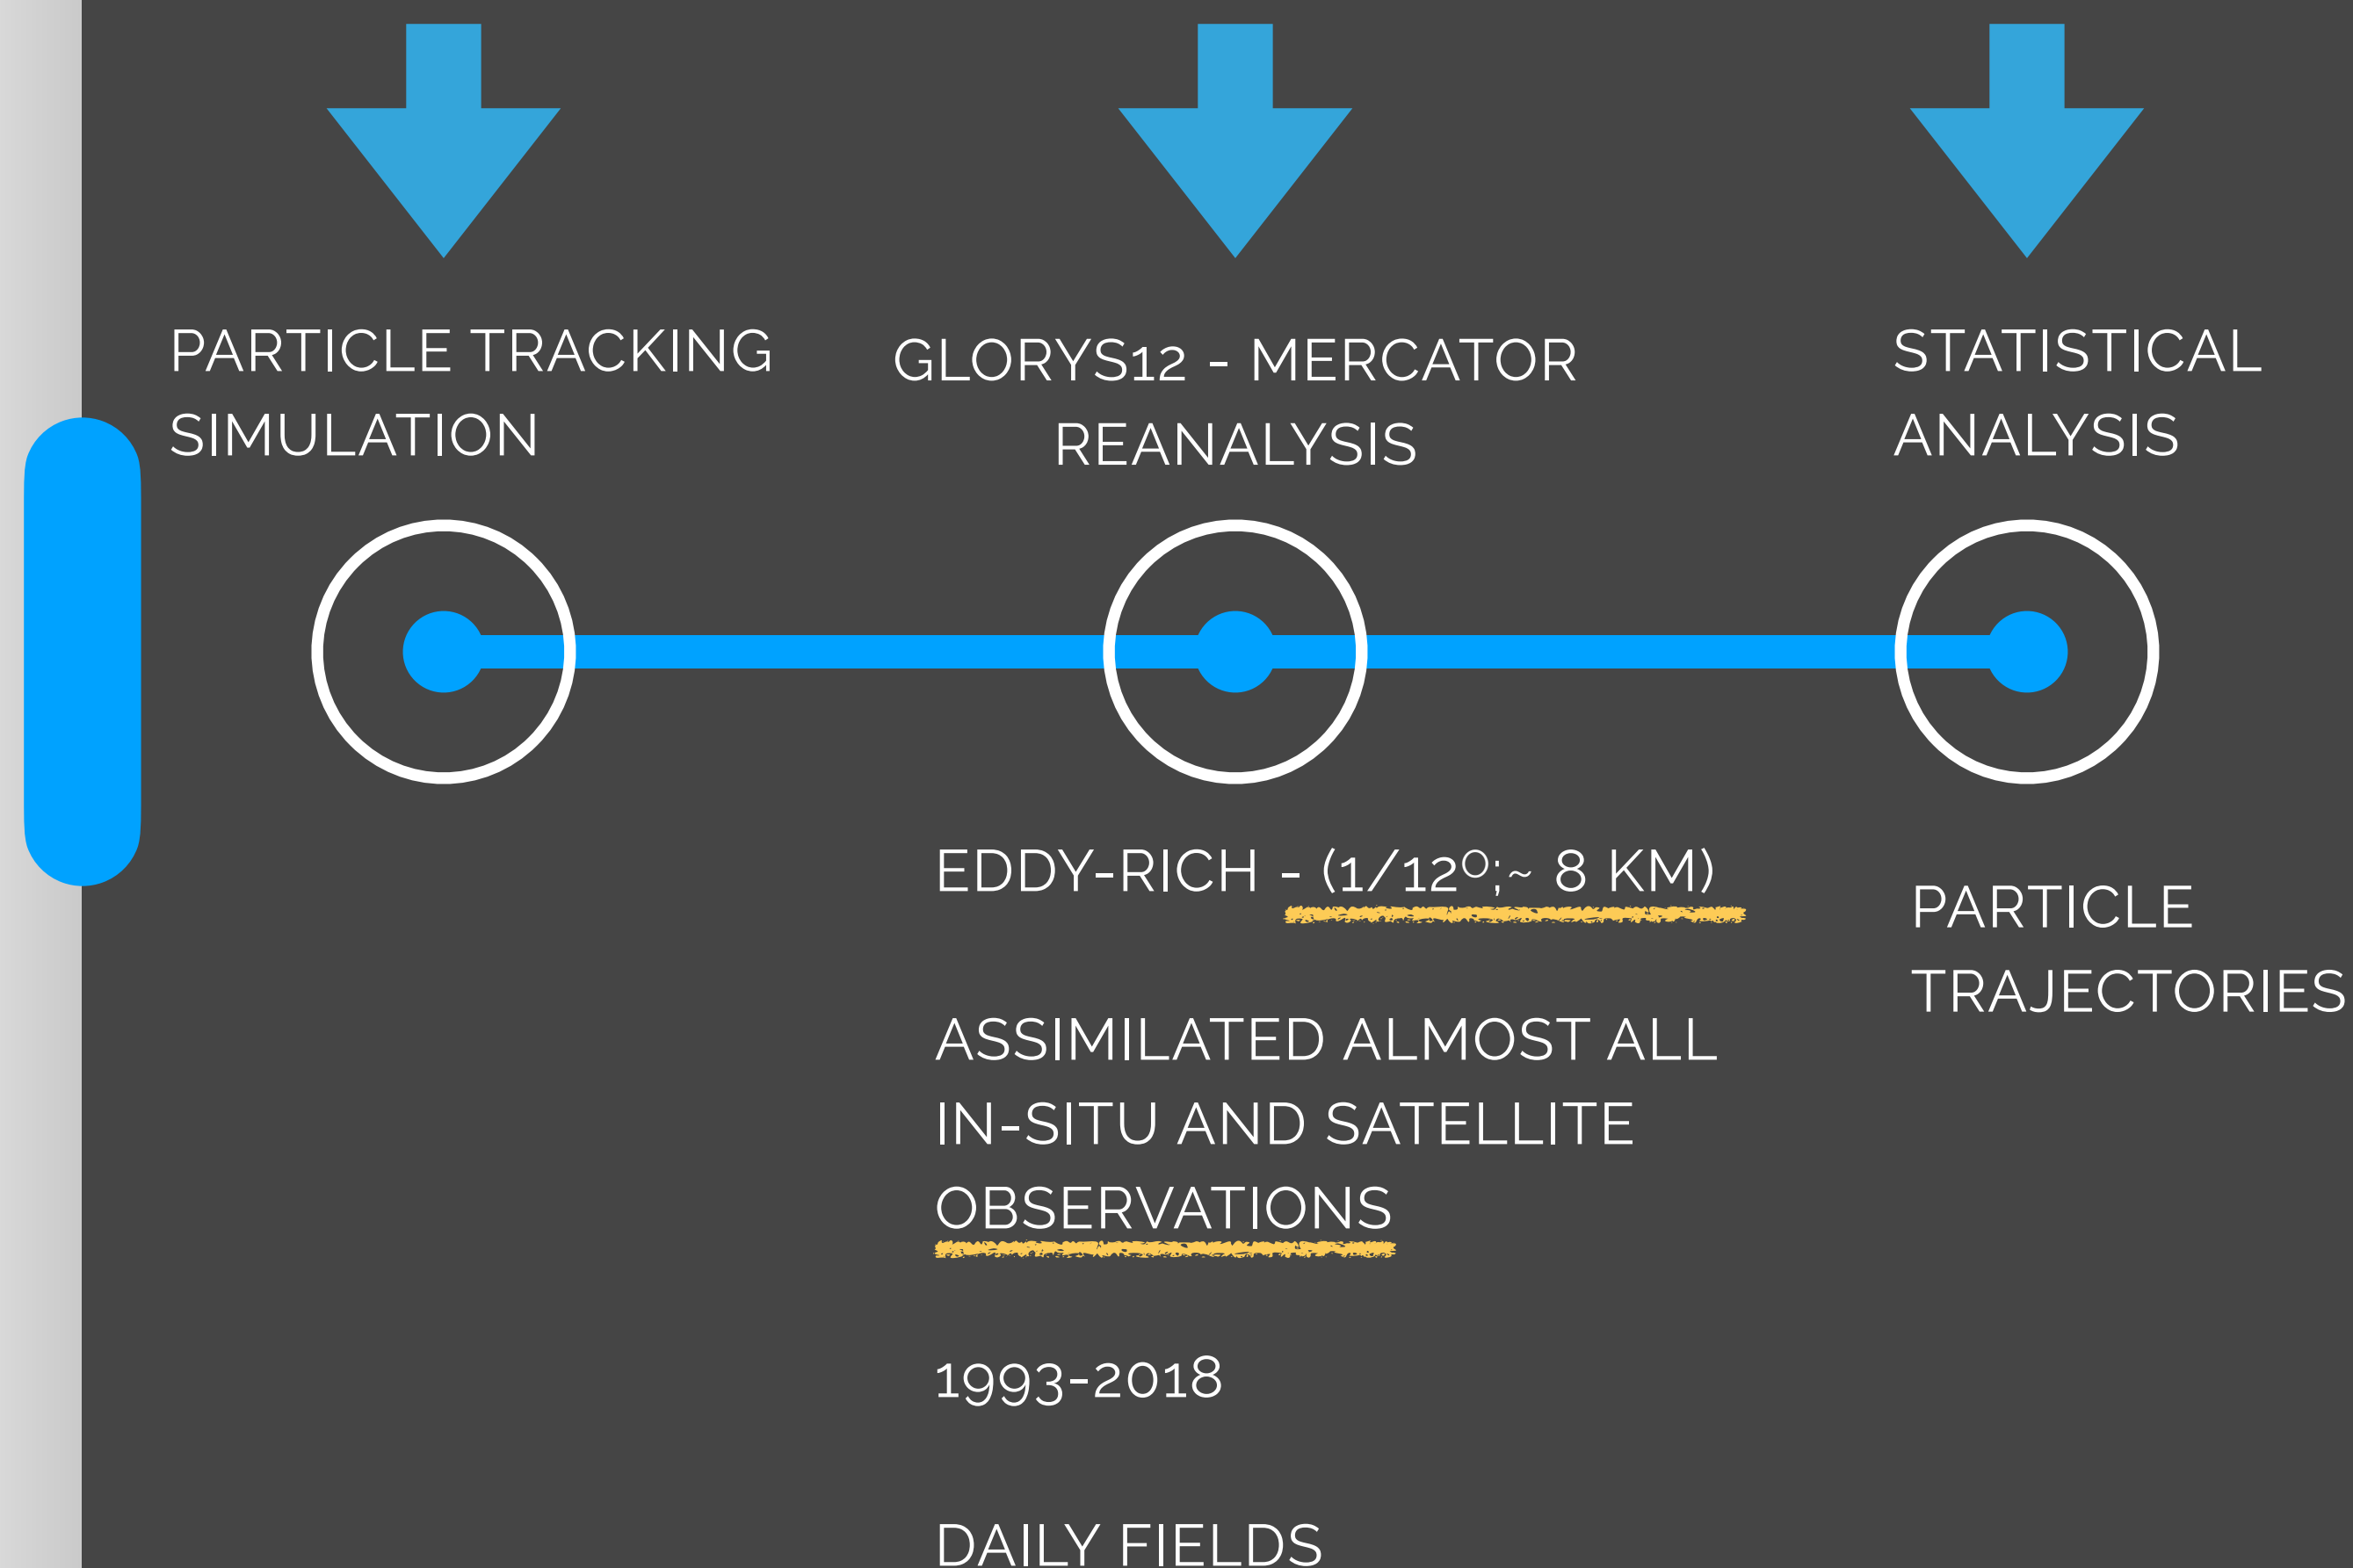 PARTICLE TRACKING
SIMULATION
GLORYS12 - MERCATOR
REANALYSIS
STATISTICAL
ANALYSIS
EDDY-RICH - (1/12°;~ 8 KM)
ASSIMILATED ALMOST ALL
IN-SITU AND SATELLITE
OBSERVATIONS
1993-2018
DAILY FIELDS
PARTICLE
TRAJECTORIES